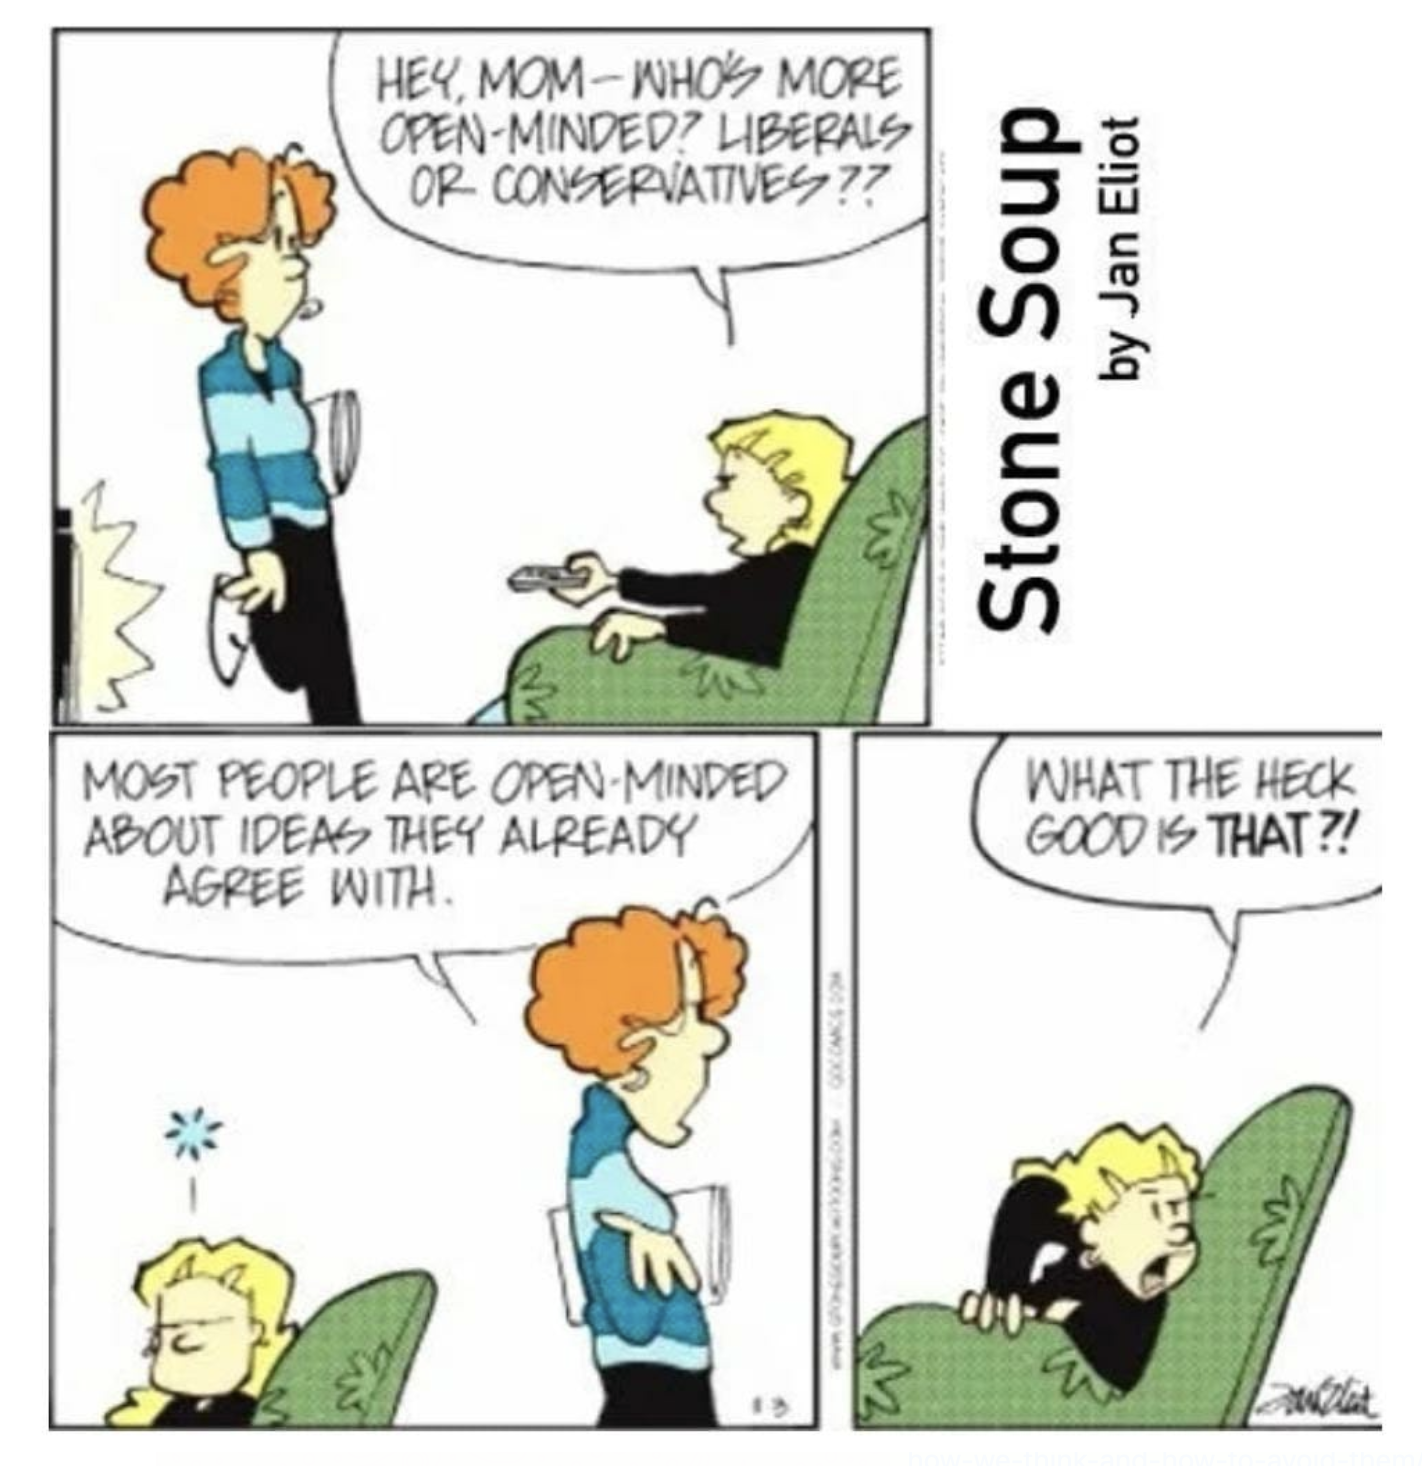 HEY, MOM—WHO'S MORE
OPEN-MINDED? LIBERALS
OR CONSERVATIVES??
Stone Soup
by Jan Eliot
MOST PEOPLE ARE OPEN-MINDED
ABOUT IDEAS THEY ALREADY
AGREE WITH.
WHAT THE HECK
GOOD IS THAT?!